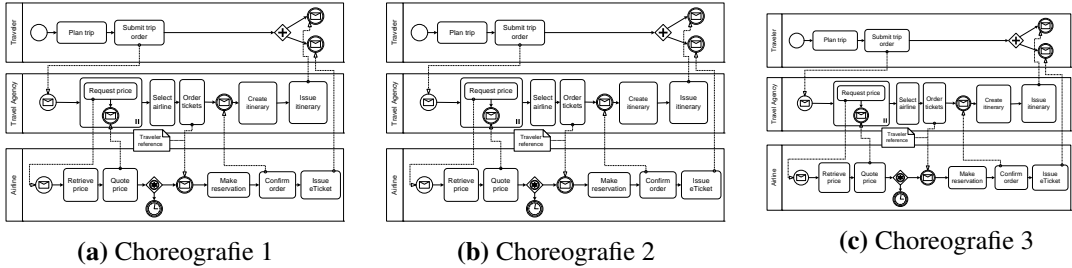 Traveler
Plan trip
Submit trip
order
Travel Agency
Request price
Select
airline
Order
tickets
Create
itinerary
Issue
itinerary
Traveler
reference
Airline
Retrieve
price
Quote
price
Make
reservation
Confirm
order
Issue
eTicket
(a) Choreografie 1
Traveler
Plan trip
Submit trip
order
Travel Agency
Request price
Select
airline
Order
tickets
Create
itinerary
Issue
itinerary
Traveler
reference
Airline
Retrieve
price
Quote
price
Make
reservation
Confirm
order
Issue
eTicket
(b) Choreografie 2
Traveler
Plan trip
Submit trip
order
Travel Agency
Request price
Select
airline
Order
tickets
Create
itinerary
Issue
itinerary
Traveler
reference
Airline
Retrieve
price
Quote
price
Make
reservation
Confirm
order
Issue
eTicket
(c) Choreografie 3